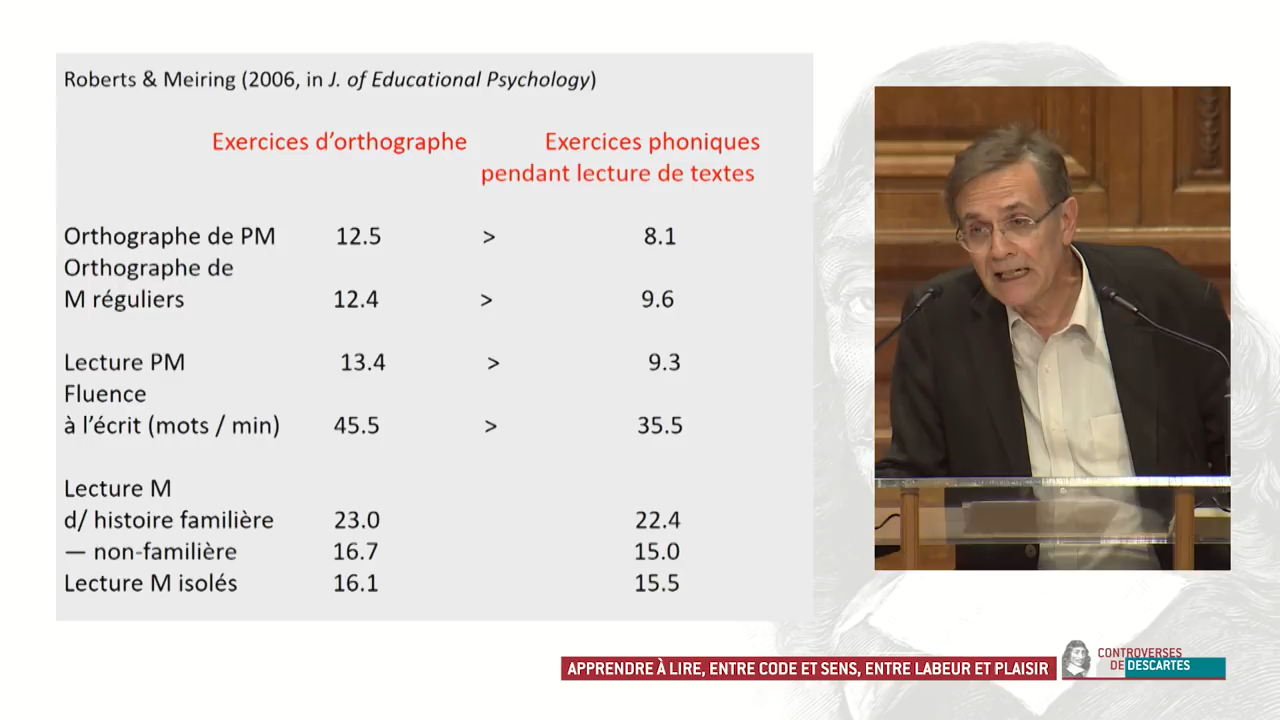 Roberts & Meiring (2006, in J. of Educational Psychology)
Exercices d'orthographe Exercices phoniques
pendant lecture de textes
Orthographe de PM 12.5 > 8.1
Orthographe de
M réguliers 12.4 > 9.6
Lecture PM 13.4 > 9.3
Fluence
à l'écrit (mots / min) 45.5 > 35.5
Lecture M
d/ histoire familière 23.0 22.4
— non-familière 16.7 15.0
Lecture M isolés 16.1 15.5
APPRENDRE À LIRE, ENTRE CODE ET SENS, ENTRE LABEUR ET PLAISIR
CONTROVERSES
DE DESCARTES